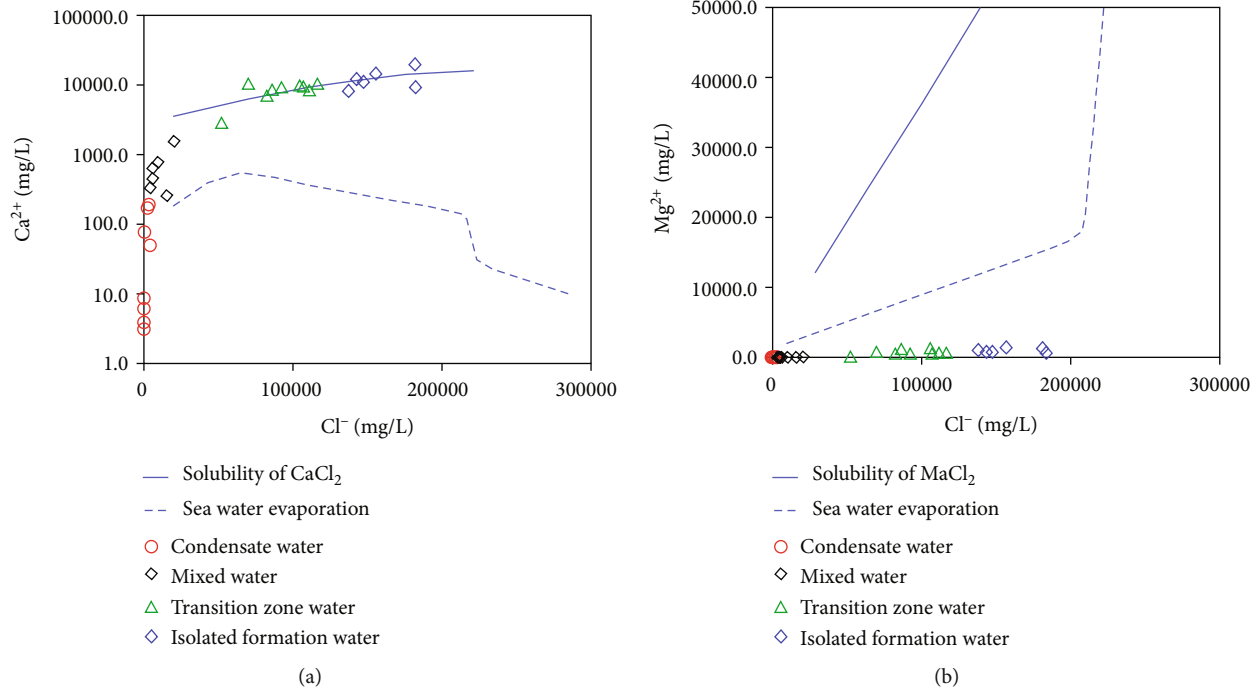 100000.0
10000.0
1000.0
100.0
10.0
1.0
Ca²⁺ (mg/L)
0
100000
200000
300000
Cl⁻ (mg/L)
Solubility of CaCl₂
Sea water evaporation
Condensate water
Mixed water
Transition zone water
Isolated formation water
(a)
50000.0
40000.0
30000.0
20000.0
10000.0
0.0
Mg²⁺ (mg/L)
0
100000
200000
300000
Cl⁻ (mg/L)
Solubility of MaCl₂
Sea water evaporation
Condensate water
Mixed water
Transition zone water
Isolated formation water
(b)